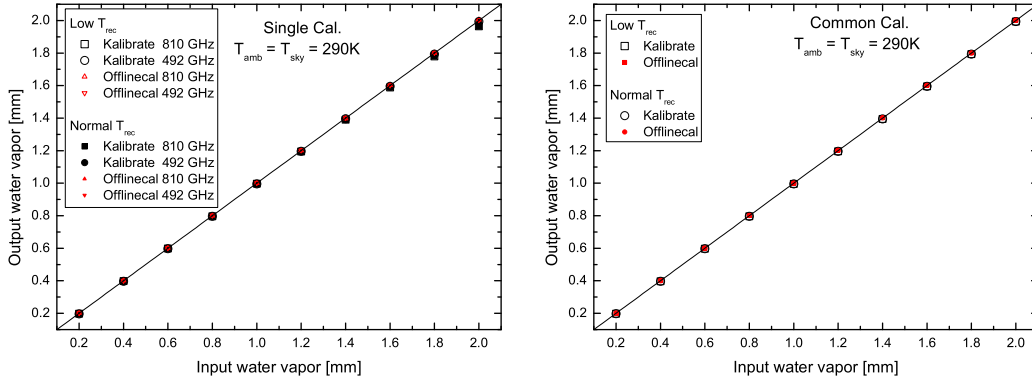 Single Cal.
T_amb = T_sky = 290K
Low T_rec
Kalibrate 810 GHz
Kalibrate 492 GHz
Offlinecal 810 GHz
Offlinecal 492 GHz
Normal T_rec
Kalibrate 810 GHz
Kalibrate 492 GHz
Offlinecal 810 GHz
Offlinecal 492 GHz
Output water vapor [mm]
2.0
1.8
1.6
1.4
1.2
1.0
0.8
0.6
0.4
0.2
0.2 0.4 0.6 0.8 1.0 1.2 1.4 1.6 1.8 2.0
Input water vapor [mm]
Common Cal.
T_amb = T_sky = 290K
Low T_rec
Kalibrate
Offlinecal
Normal T_rec
Kalibrate
Offlinecal
Output water vapor [mm]
2.0
1.8
1.6
1.4
1.2
1.0
0.8
0.6
0.4
0.2
0.2 0.4 0.6 0.8 1.0 1.2 1.4 1.6 1.8 2.0
Input water vapor [mm]